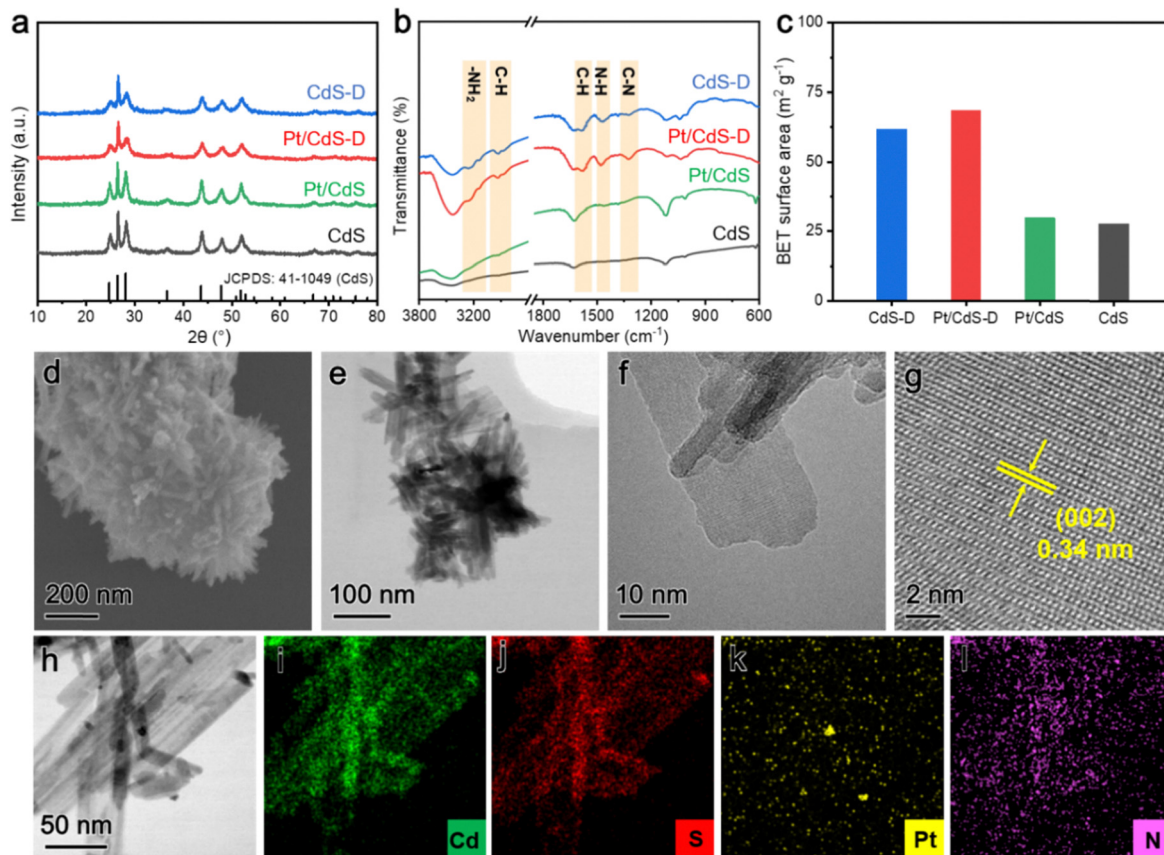 a
Intensity (a.u.)
CdS-D
Pt/CdS-D
Pt/CdS
CdS
JCPDS: 41-1049 (CdS)
10 20 30 40 50 60 70 80
2θ (°)
b
Transmittance (%)
-NH₂
C-H
C-H
N-H
C-N
CdS-D
Pt/CdS-D
Pt/CdS
CdS
3800 3200 1800 1500 1200 900 600
Wavenumber (cm⁻¹)
c
BET surface area (m² g⁻¹)
100
75
50
25
0
CdS-D Pt/CdS-D Pt/CdS CdS
d
200 nm
e
100 nm
f
10 nm
g
(002)
0.34 nm
2 nm
h
50 nm
i
Cd
j
S
k
Pt
l
N